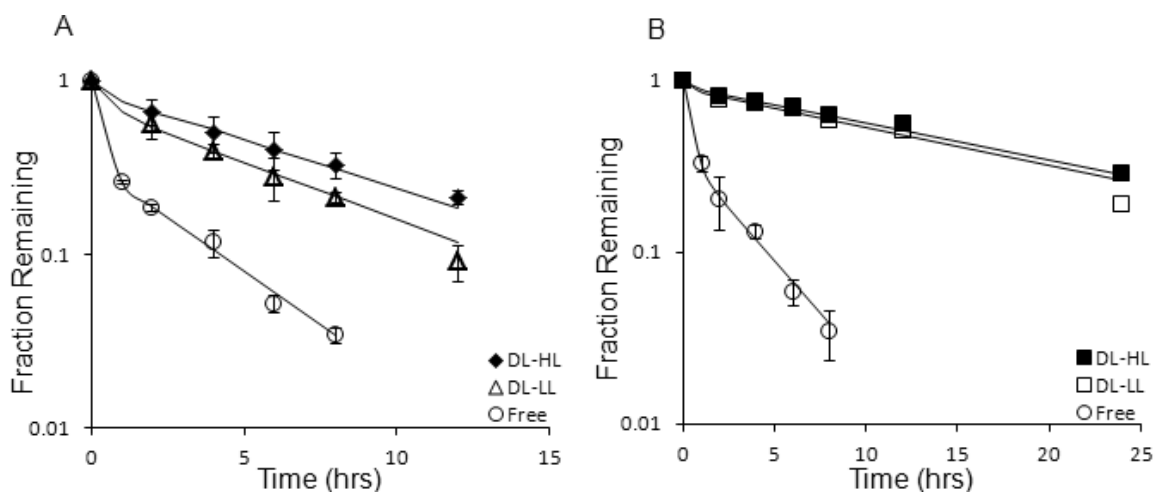 A
1
0.1
0.01
Fraction Remaining
0
5
10
15
Time (hrs)
DL-HL
DL-LL
Free
B
1
0.1
0.01
Fraction Remaining
0
5
10
15
20
25
Time (hrs)
DL-HL
DL-LL
Free